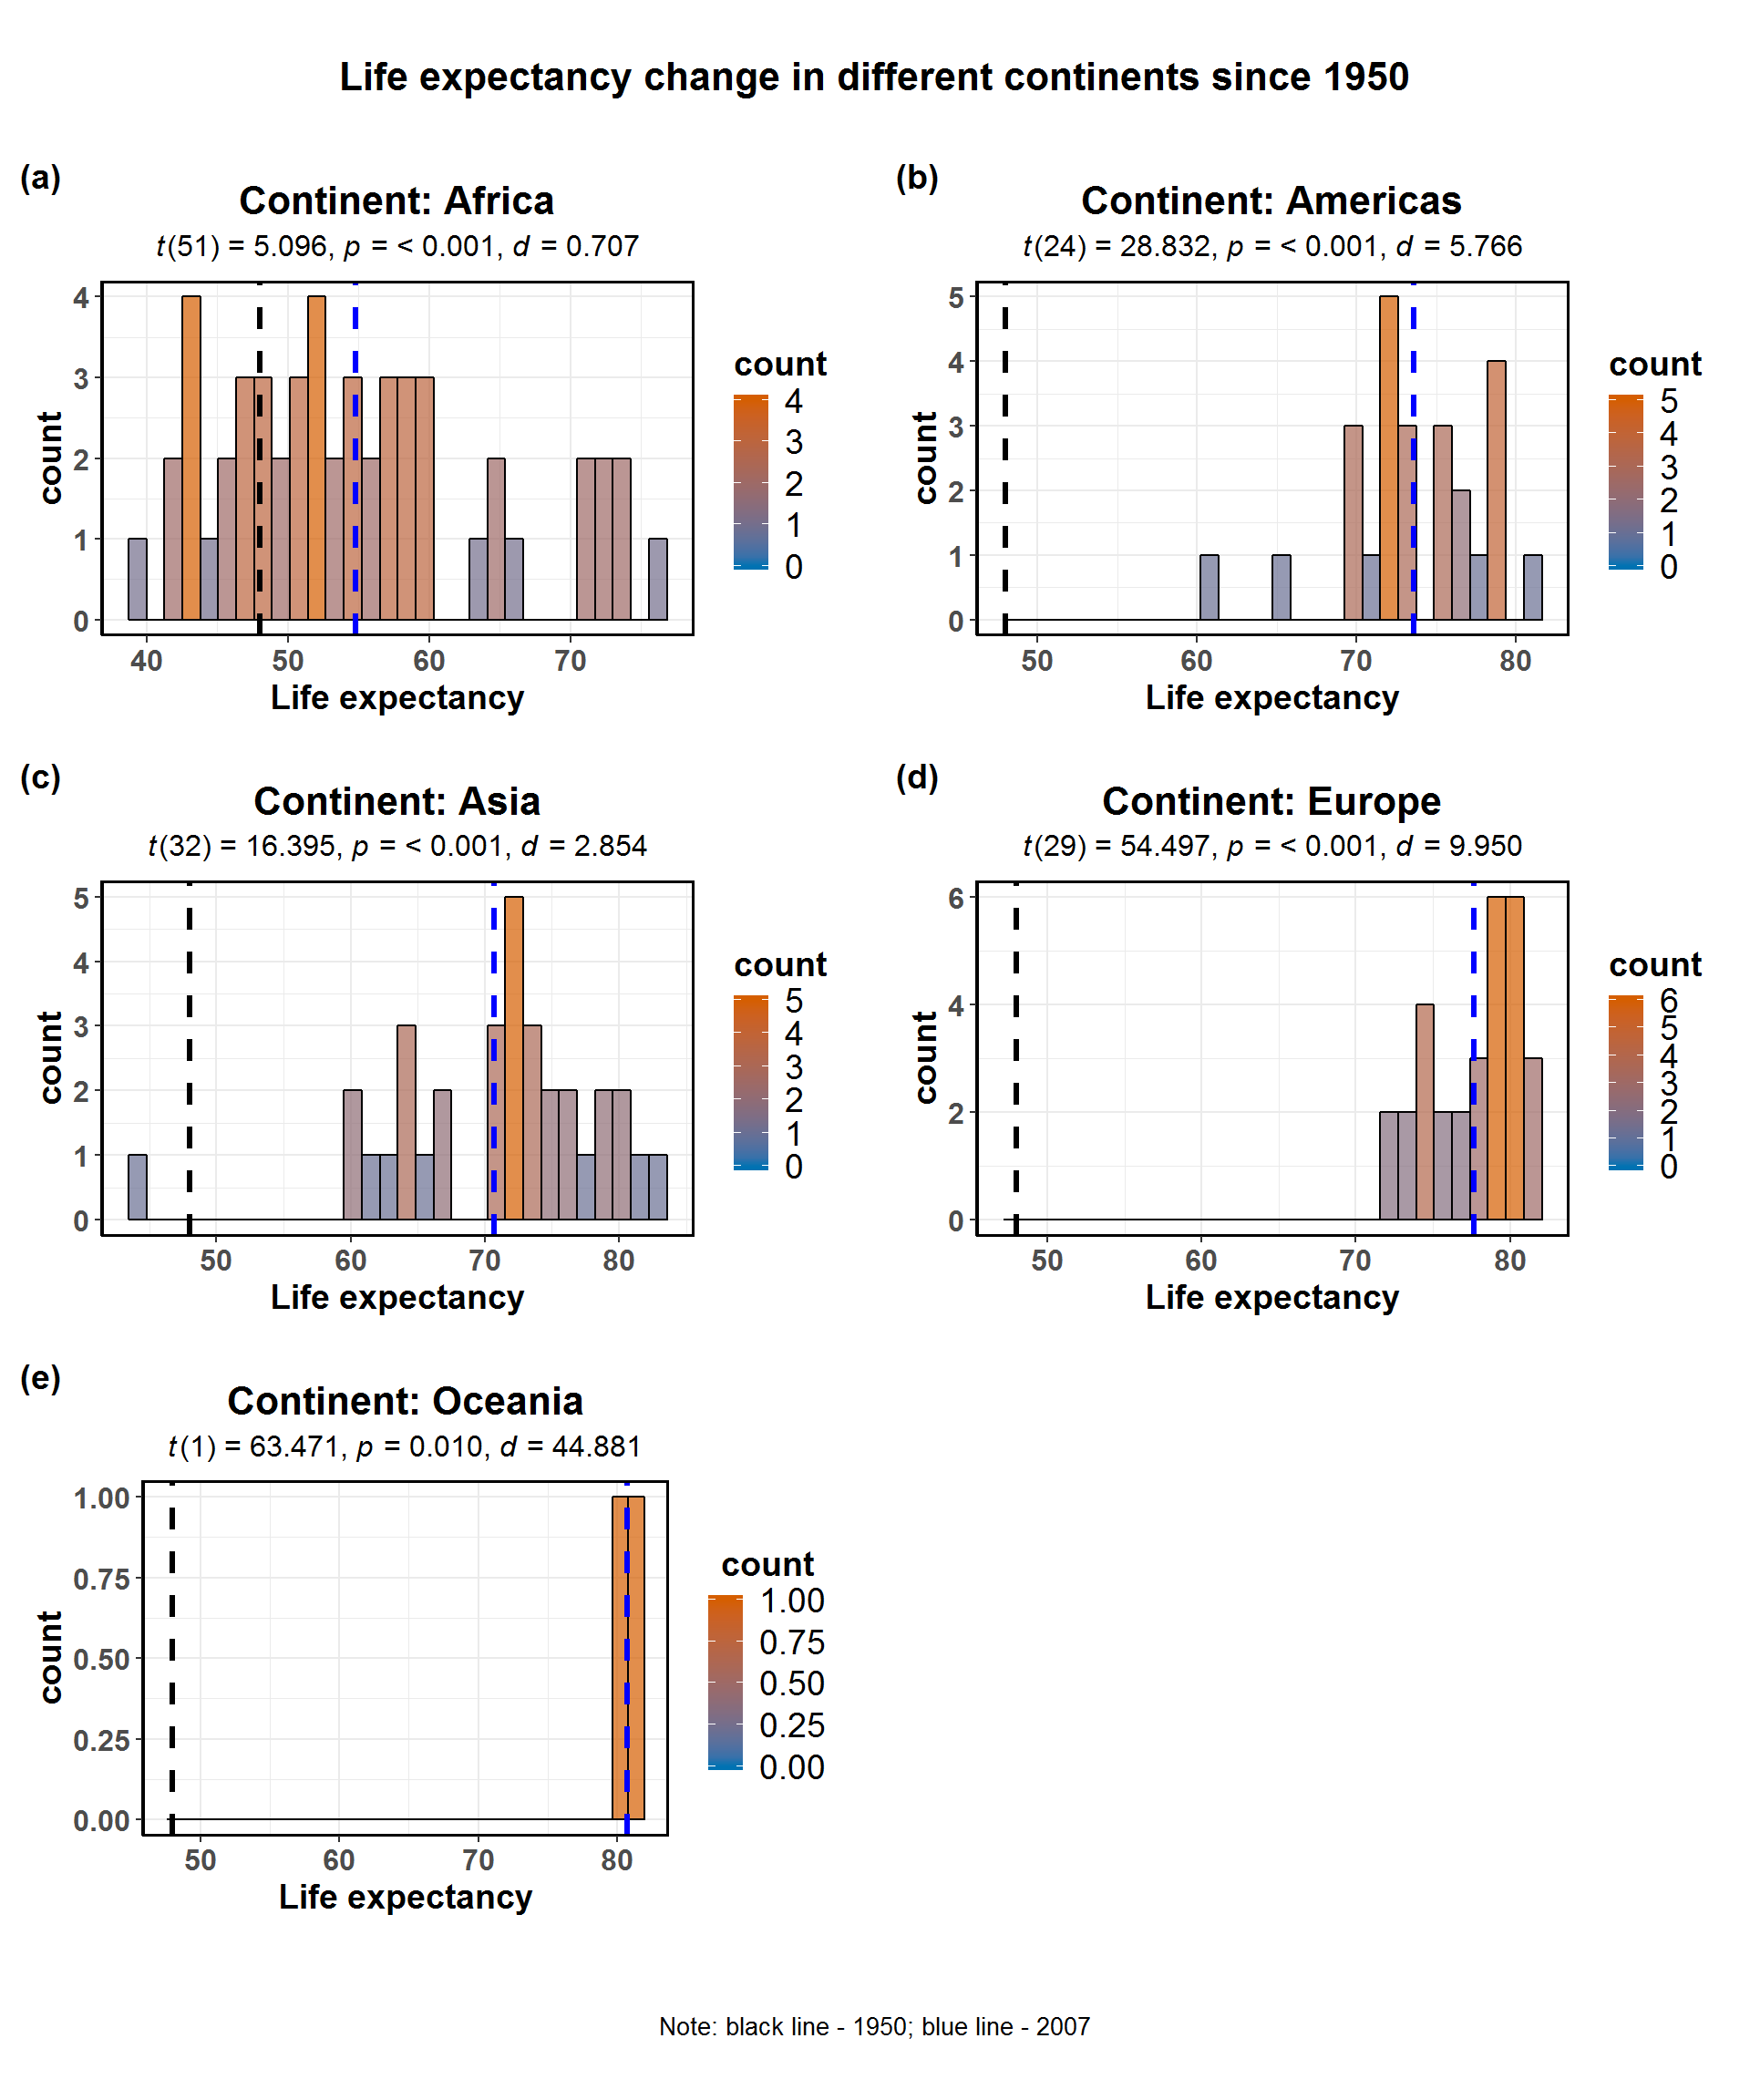 Life expectancy change in different continents since 1950
(a)
Continent: Africa
t(51) = 5.096, p = < 0.001, d = 0.707
count
4
3
2
1
0
40 50 60 70
Life expectancy
count
4
3
2
1
0
(b)
Continent: Americas
t(24) = 28.832, p = < 0.001, d = 5.766
count
5
4
3
2
1
0
50 60 70 80
Life expectancy
count
5
4
3
2
1
0
(c)
Continent: Asia
t(32) = 16.395, p = < 0.001, d = 2.854
count
5
4
3
2
1
0
50 60 70 80
Life expectancy
count
5
4
3
2
1
0
(d)
Continent: Europe
t(29) = 54.497, p = < 0.001, d = 9.950
count
6
4
2
0
50 60 70 80
Life expectancy
count
6
5
4
3
2
1
0
(e)
Continent: Oceania
t(1) = 63.471, p = 0.010, d = 44.881
count
1.00
0.75
0.50
0.25
0.00
50 60 70 80
Life expectancy
count
1.00
0.75
0.50
0.25
0.00
Note: black line - 1950; blue line - 2007